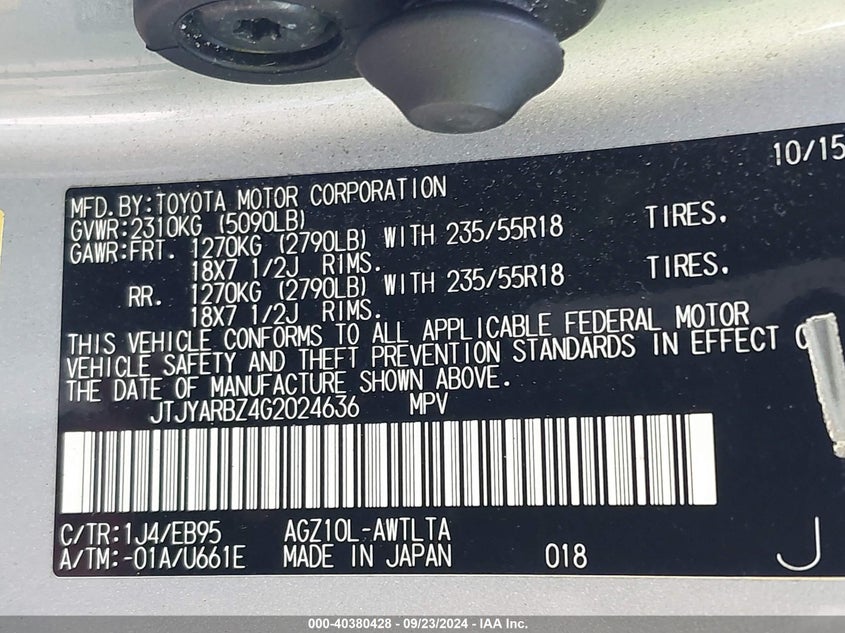 10/15
MFD.BY:TOYOTA MOTOR CORPORATION
GVWR:2310KG (5090LB)
GAWR:FRT. 1270KG (2790LB) WITH 235/55R18 TIRES.
18X7 1/2J RIMS.
RR. 1270KG (2790LB) WITH 235/55R18 TIRES.
18X7 1/2J RIMS.
THIS VEHICLE CONFORMS TO ALL APPLICABLE FEDERAL MOTOR
VEHICLE SAFETY AND THEFT PREVENTION STANDARDS IN EFFECT
THE DATE OF MANUFACTURE SHOWN ABOVE.
JTJYARBZ4G2024636 MPV
C/TR:1J4/EB95 AGZ10L-AWTLTA
A/TM:-01A/U661E MADE IN JAPAN 018 J
000-40380428 - 09/23/2024 - IAA Inc.